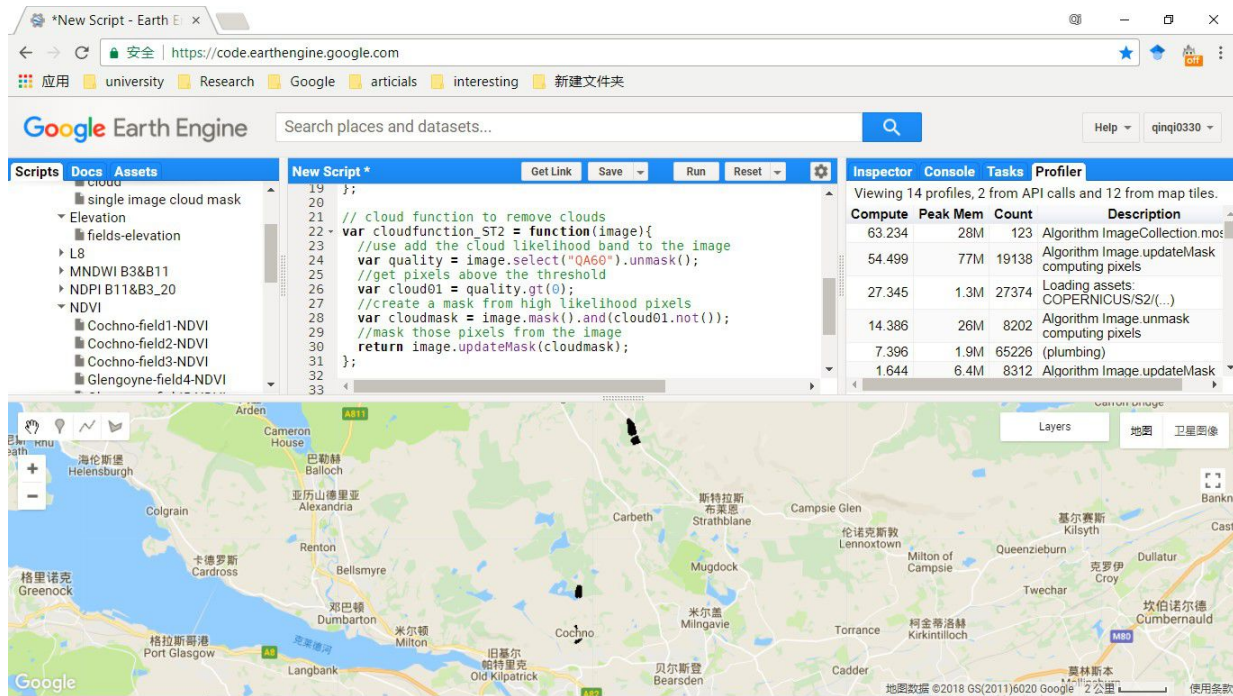 *New Script - Earth E
安全 | https://code.earthengine.google.com
off
应用 university Research Google articials interesting 新建文件夹
Google Earth Engine
Search places and datasets...
Help
qinqi0330
Scripts Docs Assets
cloud
single image cloud mask
Elevation
fields-elevation
L8
MNDWI B3&B11
NDPI B11&B3_20
NDVI
Cochno-field1-NDVI
Cochno-field2-NDVI
Cochno-field3-NDVI
Glengoyne-field4-NDVI
New Script *
Get Link Save Run Reset
19 };
20
21 // cloud function to remove clouds
22 var cloudfunction_ST2 = function(image){
23 //use add the cloud likelihood band to the image
24 var quality = image.select("QA60").unmask();
25 //get pixels above the threshold
26 var cloud01 = quality.gt(0);
27 //create a mask from high likelihood pixels
28 var cloudmask = image.mask().and(cloud01.not());
29 //mask those pixels from the image
30 return image.updateMask(cloudmask);
31 };
32
33
Inspector Console Tasks Profiler
Viewing 14 profiles, 2 from API calls and 12 from map tiles.
Compute Peak Mem Count Description
63.234 28M 123 Algorithm ImageCollection.mos
54.499 77M 19138 Algorithm Image.updateMask
computing pixels
27.345 1.3M 27374 Loading assets:
COPERNICUS/S2/(...)
14.386 26M 8202 Algorithm Image.unmask
computing pixels
7.396 1.9M 65226 (plumbing)
1.644 6.4M 8312 Algorithm Image.updateMask
Layers
地图 卫星图像
Arden
A811
Cameron
House
Rhu
海伦斯堡
Helensburgh
巴勒赫
Balloch
Colgrain
亚历山德里亚
Alexandria
Carbeth
斯特拉斯
布莱恩
Strathblane
Campsie Glen
伦诺克斯敦
Lennoxtown
基尔赛斯
Kilsyth
Bankn
Cast
Renton
卡德罗斯
Cardross
Bellsmyre
Mugdock
Milton of
Campsie
Queenzieburn
Dullatur
克罗伊
Croy
格里诺克
Greenock
Twechar
邓巴顿
Dumbarton
米尔盖
Milngavie
坎伯诺尔德
Cumbernauld
米尔顿
Milton
Cochno
Torrance
柯金蒂洛赫
Kirkintilloch
M80
格拉斯哥港
Port Glasgow
A8
克莱德河
Langbank
旧基尔
帕特里克
Old Kilpatrick
A82
贝尔斯登
Bearsden
Cadder
莫林斯本
Google
地图数据 ©2018 GS(2011)6020 Google 2 公里 使用条款